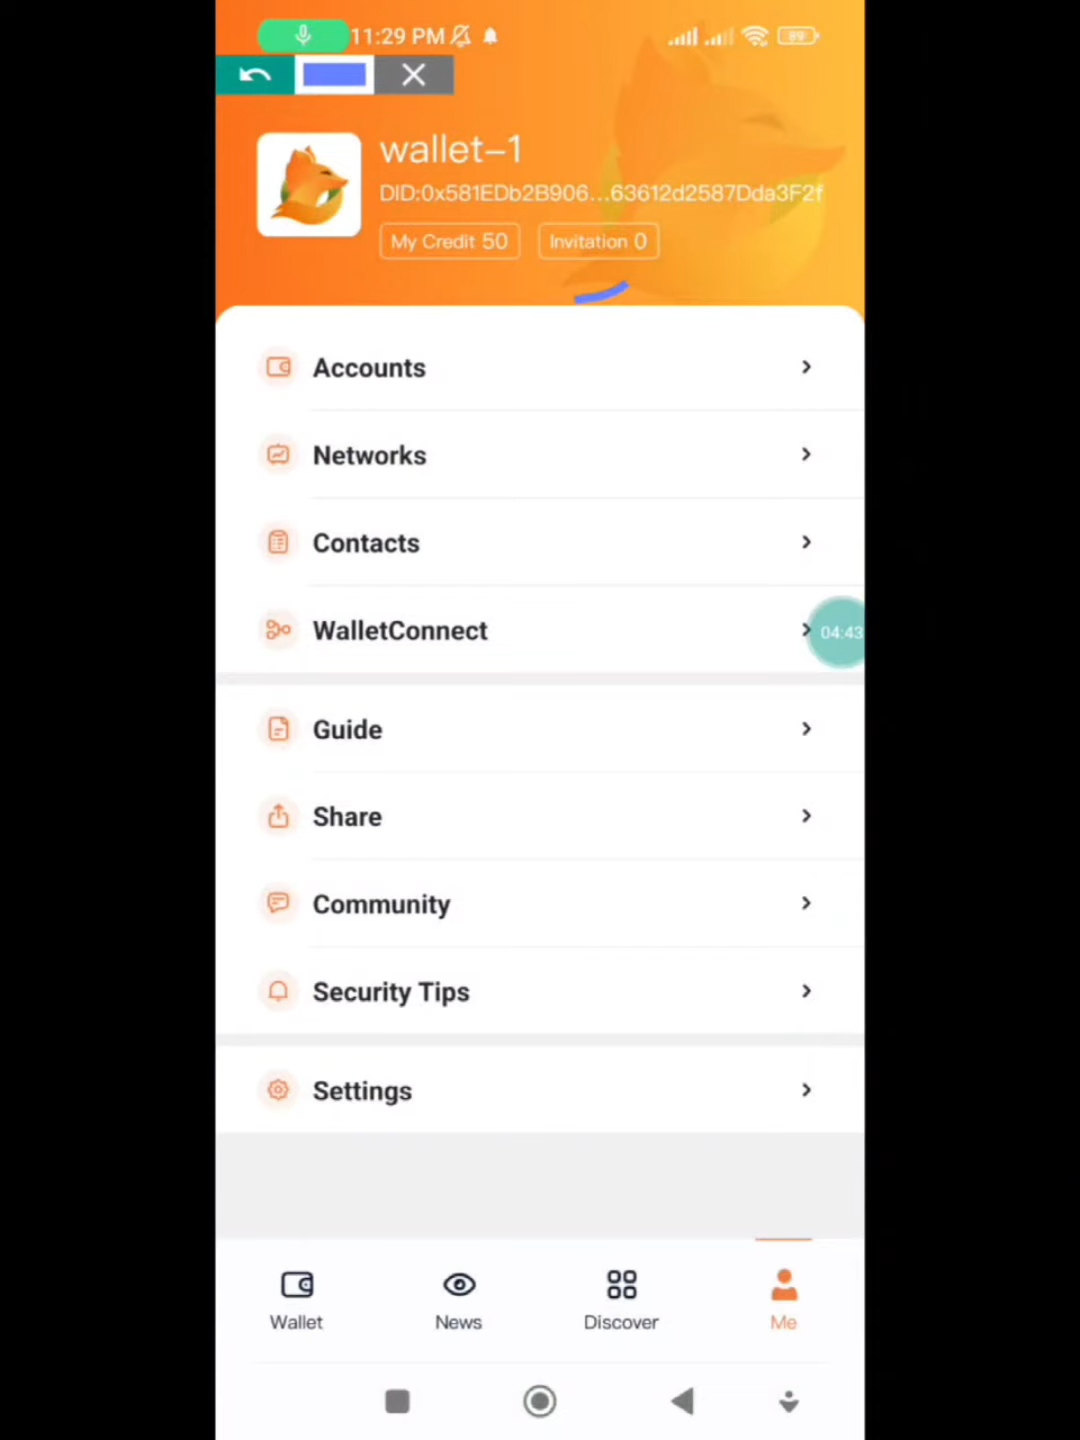 11:29 PM
89
wallet-1
DID:0x581EDb2B906...63612d2587Dda3F2f
My Credit 50
Invitation 0
Accounts
Networks
Contacts
WalletConnect
04:43
Guide
Share
Community
Security Tips
Settings
Wallet
News
Discover
Me